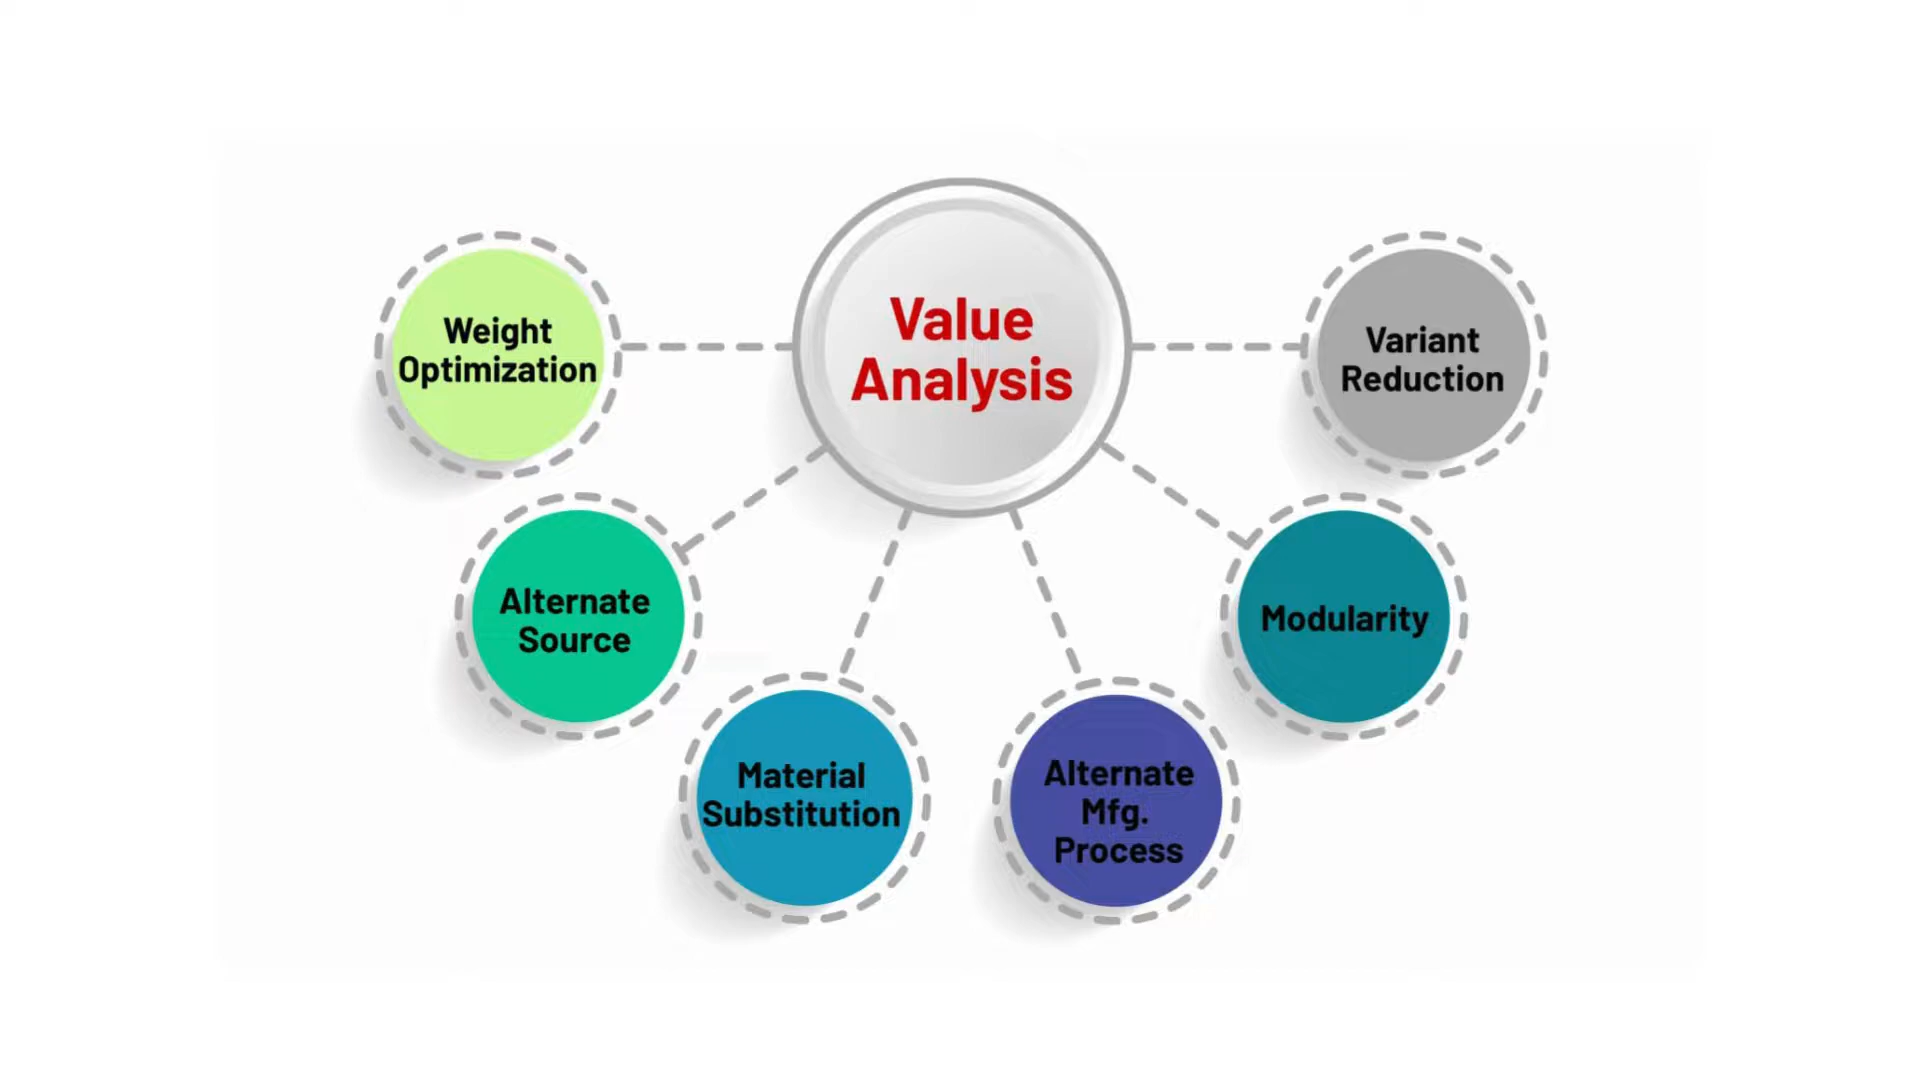 Value
Analysis
Weight
Optimization
Variant
Reduction
Alternate
Source
Modularity
Material
Substitution
Alternate
Mfg.
Process